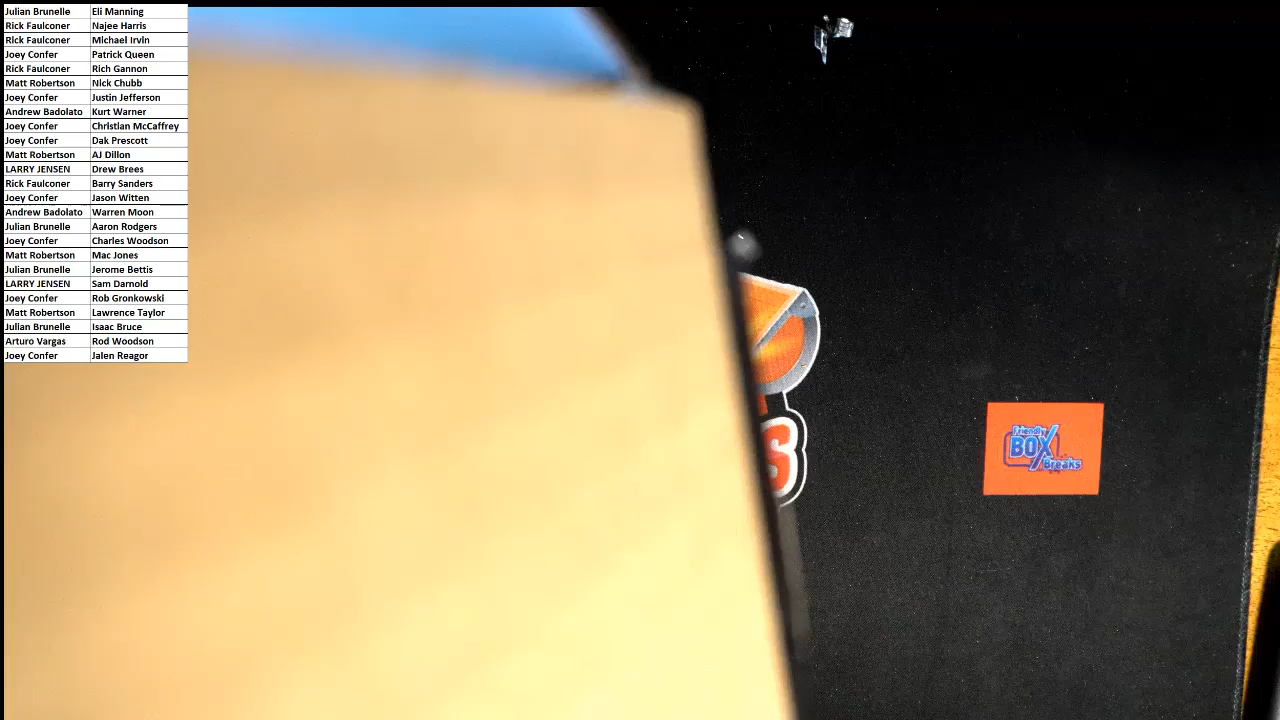 Julian Brunelle Eli Manning
Rick Faulconer Najee Harris
Rick Faulconer Michael Irvin
Joey Confer Patrick Queen
Rick Faulconer Rich Gannon
Matt Robertson Nick Chubb
Joey Confer Justin Jefferson
Andrew Badolato Kurt Warner
Joey Confer Christian McCaffrey
Joey Confer Dak Prescott
Matt Robertson AJ Dillon
LARRY JENSEN Drew Brees
Rick Faulconer Barry Sanders
Joey Confer Jason Witten
Andrew Badolato Warren Moon
Julian Brunelle Aaron Rodgers
Joey Confer Charles Woodson
Matt Robertson Mac Jones
Julian Brunelle Jerome Bettis
LARRY JENSEN Sam Darnold
Joey Confer Rob Gronkowski
Matt Robertson Lawrence Taylor
Julian Brunelle Isaac Bruce
Arturo Vargas Rod Woodson
Joey Confer Jalen Reagor
S
Friendly
BOX
Breaks